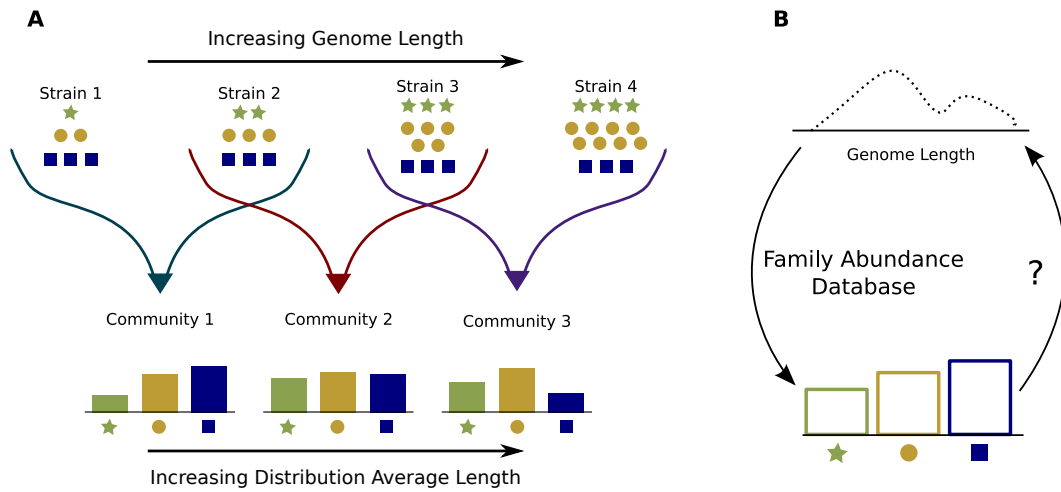 A
Increasing Genome Length
Strain 1
Strain 2
Strain 3
Strain 4
Community 1
Community 2
Community 3
Increasing Distribution Average Length
B
Genome Length
Family Abundance
Database
?